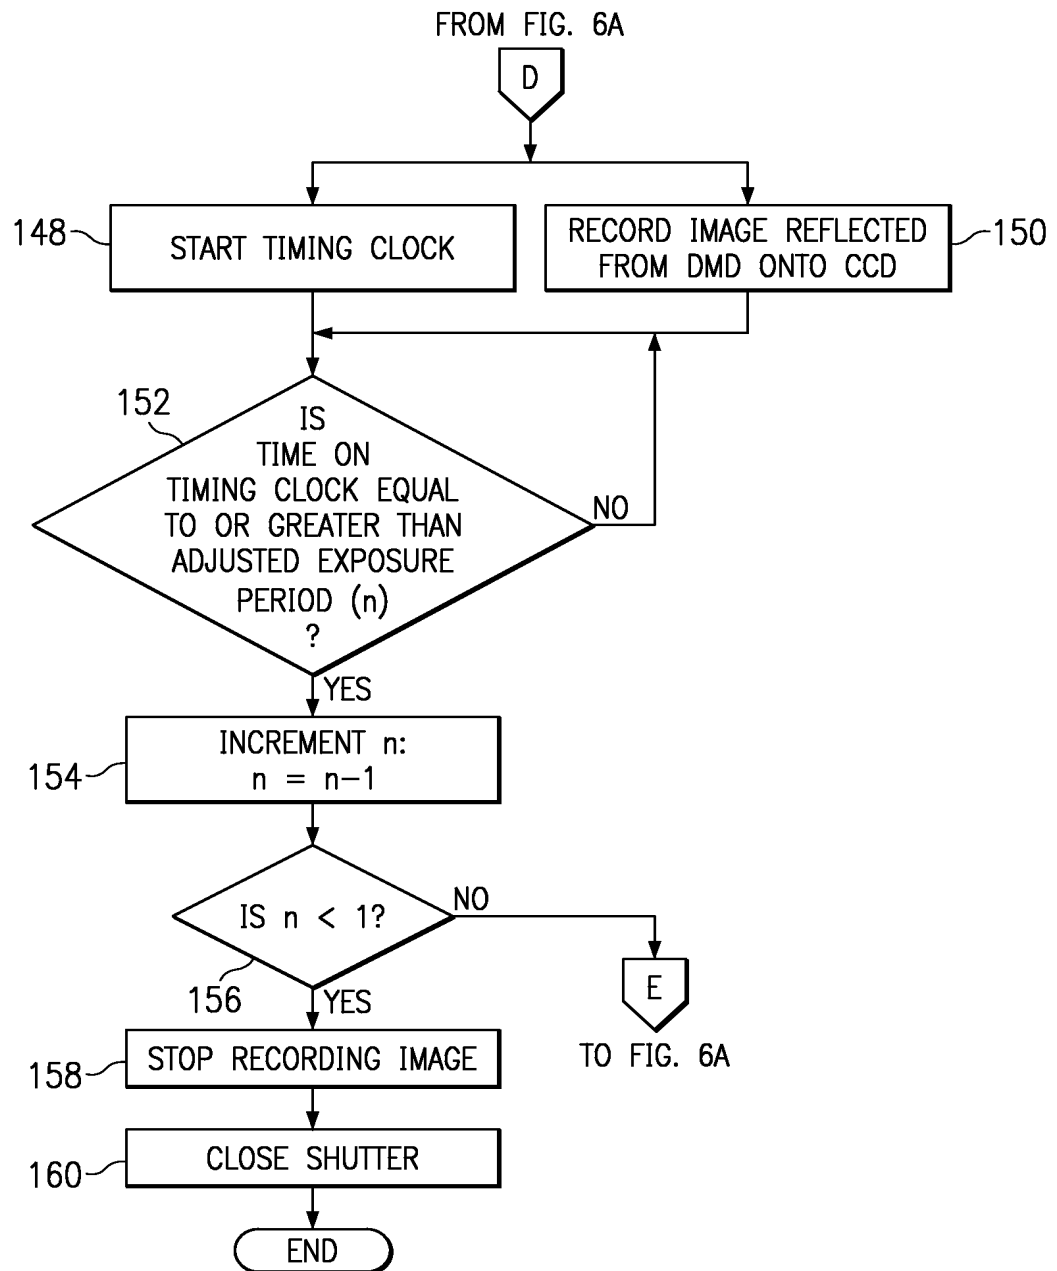 FROM FIG. 6A
D
148
START TIMING CLOCK
RECORD IMAGE REFLECTED
FROM DMD ONTO CCD
150
152
IS
TIME ON
TIMING CLOCK EQUAL
TO OR GREATER THAN
ADJUSTED EXPOSURE
PERIOD (n)
?
NO
YES
154
INCREMENT n:
n = n-1
IS n < 1?
NO
156
YES
E
TO FIG. 6A
158
STOP RECORDING IMAGE
160
CLOSE SHUTTER
END